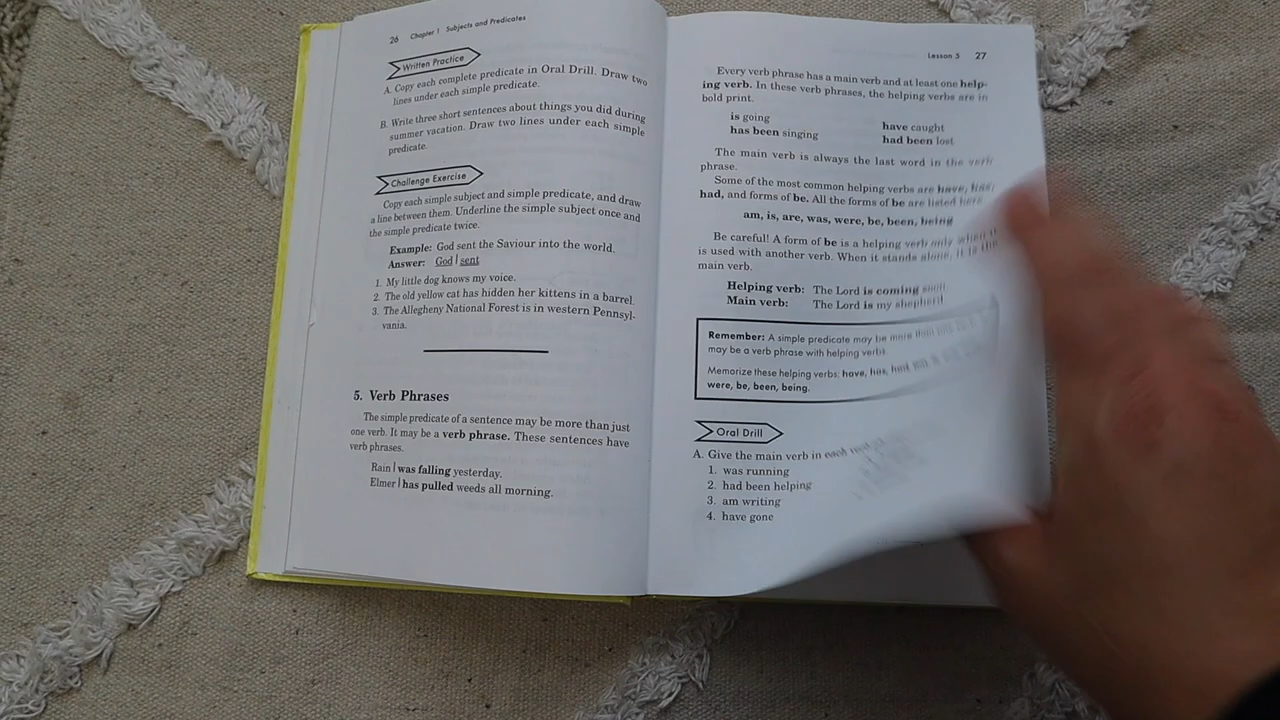 26 Chapter 1 Subjects and Predicates
Written Practice
A. Copy each complete predicate in Oral Drill. Draw two
lines under each simple predicate.
B. Write three short sentences about things you did during
summer vacation. Draw two lines under each simple
predicate.
Challenge Exercise
Copy each simple subject and simple predicate, and draw
a line between them. Underline the simple subject once and
the simple predicate twice.
Example: God sent the Saviour into the world.
Answer: God | sent
1. My little dog knows my voice.
2. The old yellow cat has hidden her kittens in a barrel.
3. The Allegheny National Forest is in western Pennsyl-
vania.
5. Verb Phrases
The simple predicate of a sentence may be more than just
one verb. It may be a verb phrase. These sentences have
verb phrases.
Rain | was falling yesterday.
Elmer | has pulled weeds all morning.
Lesson 5 27
Every verb phrase has a main verb and at least one help-
ing verb. In these verb phrases, the helping verbs are in
bold print.
is going have caught
has been singing had been lost
The main verb is always the last word in the verb
phrase.
Some of the most common helping verbs are have, has,
had, and forms of be. All the forms of be are listed here.
am, is, are, was, were, be, been, being
Be careful! A form of be is a helping verb only when it
is used with another verb. When it stands alone, it is the
main verb.
Helping verb: The Lord is coming soon.
Main verb: The Lord is my shepherd.
Remember: A simple predicate may be more than
may be a verb phrase with helping verbs.
Memorize these helping verbs: have, has, had,
were, be, been, being.
Oral Drill
A. Give the main verb in each
1. was running
2. had been helping
3. am writing
4. have gone